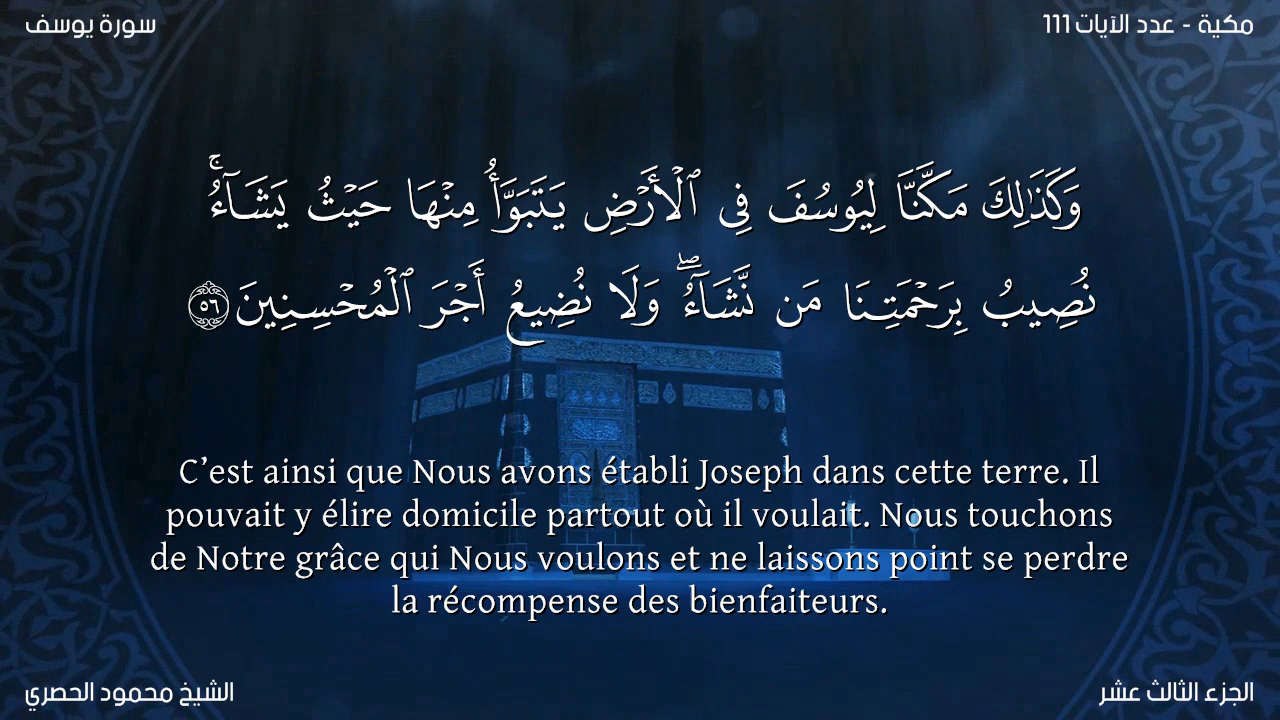 مكية - عدد الآيات 111
سورة يوسف
وَكَذَٰلِكَ مَكَّنَّا لِيُوسُفَ فِي ٱلۡأَرۡضِ يَتَبَوَّأُ مِنۡهَا حَيۡثُ يَشَآءُۚ
نُصِيبُ بِرَحۡمَتِنَا مَن نَّشَآءُۖ وَلَا نُضِيعُ أَجۡرَ ٱلۡمُحۡسِنِينَ ٥٦
C’est ainsi que Nous avons établi Joseph dans cette terre. Il
pouvait y élire domicile partout où il voulait. Nous touchons
de Notre grâce qui Nous voulons et ne laissons point se perdre
la récompense des bienfaiteurs.
الجزء الثالث عشر
الشيخ محمود الحصري